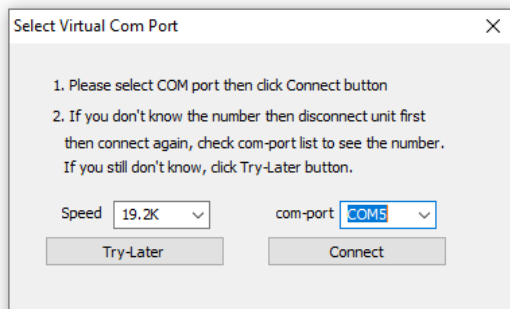 Select Virtual Com Port
1. Please select COM port then click Connect button
2. If you don't know the number then disconnect unit first
then connect again, check com-port list to see the number.
If you still don't know, click Try-Later button.
Speed 19.2K com-port COM5
Try-Later Connect